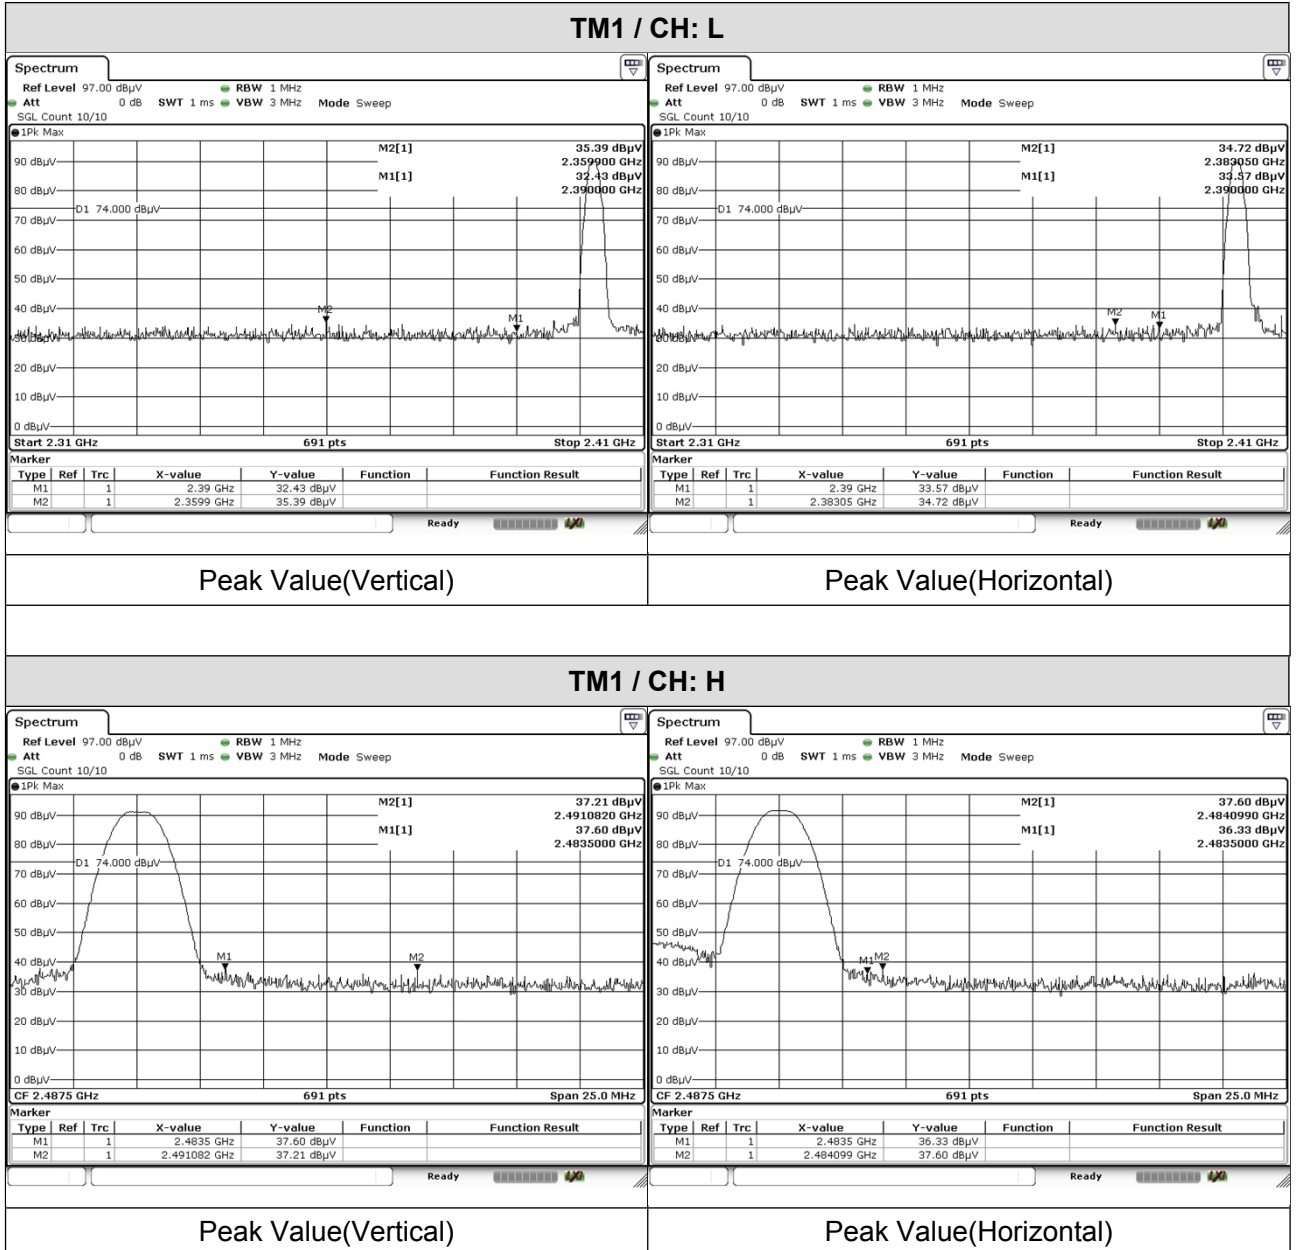 TM1 / CH: L
Spectrum
Ref Level 97.00 dBµV RBW 1 MHz
Att 0 dB SWT 1 ms VBW 3 MHz Mode Sweep
SGL Count 10/10
1Pk Max
M2[1] 35.39 dBµV
2.359900 GHz
M1[1] 32.43 dBµV
2.390000 GHz
90 dBµV
80 dBµV
D1 74.000 dBµV
70 dBµV
60 dBµV
50 dBµV
40 dBµV
M2
M1
30 dBµV
20 dBµV
10 dBµV
0 dBµV
Start 2.31 GHz 691 pts Stop 2.41 GHz
Marker
Type Ref Trc X-value Y-value Function Function Result
M1 1 2.39 GHz 32.43 dBµV
M2 1 2.3599 GHz 35.39 dBµV
Ready LXI
Peak Value(Vertical)
Spectrum
Ref Level 97.00 dBµV RBW 1 MHz
Att 0 dB SWT 1 ms VBW 3 MHz Mode Sweep
SGL Count 10/10
1Pk Max
M2[1] 34.72 dBµV
2.383050 GHz
M1[1] 33.57 dBµV
2.390000 GHz
90 dBµV
80 dBµV
D1 74.000 dBµV
70 dBµV
60 dBµV
50 dBµV
40 dBµV
M2 M1
30 dBµV
20 dBµV
10 dBµV
0 dBµV
Start 2.31 GHz 691 pts Stop 2.41 GHz
Marker
Type Ref Trc X-value Y-value Function Function Result
M1 1 2.39 GHz 33.57 dBµV
M2 1 2.38305 GHz 34.72 dBµV
Ready LXI
Peak Value(Horizontal)
TM1 / CH: H
Spectrum
Ref Level 97.00 dBµV RBW 1 MHz
Att 0 dB SWT 1 ms VBW 3 MHz Mode Sweep
SGL Count 10/10
1Pk Max
M2[1] 37.21 dBµV
2.4910820 GHz
M1[1] 37.60 dBµV
2.4835000 GHz
90 dBµV
80 dBµV
D1 74.000 dBµV
70 dBµV
60 dBµV
50 dBµV
M1 M2
40 dBµV
30 dBµV
20 dBµV
10 dBµV
0 dBµV
CF 2.4875 GHz 691 pts Span 25.0 MHz
Marker
Type Ref Trc X-value Y-value Function Function Result
M1 1 2.4835 GHz 37.60 dBµV
M2 1 2.491082 GHz 37.21 dBµV
Ready LXI
Peak Value(Vertical)
Spectrum
Ref Level 97.00 dBµV RBW 1 MHz
Att 0 dB SWT 1 ms VBW 3 MHz Mode Sweep
SGL Count 10/10
1Pk Max
M2[1] 37.60 dBµV
2.4840990 GHz
M1[1] 36.33 dBµV
2.4835000 GHz
90 dBµV
80 dBµV
D1 74.000 dBµV
70 dBµV
60 dBµV
50 dBµV
M1 M2
40 dBµV
30 dBµV
20 dBµV
10 dBµV
0 dBµV
CF 2.4875 GHz 691 pts Span 25.0 MHz
Marker
Type Ref Trc X-value Y-value Function Function Result
M1 1 2.4835 GHz 36.33 dBµV
M2 1 2.484099 GHz 37.60 dBµV
Ready LXI
Peak Value(Horizontal)